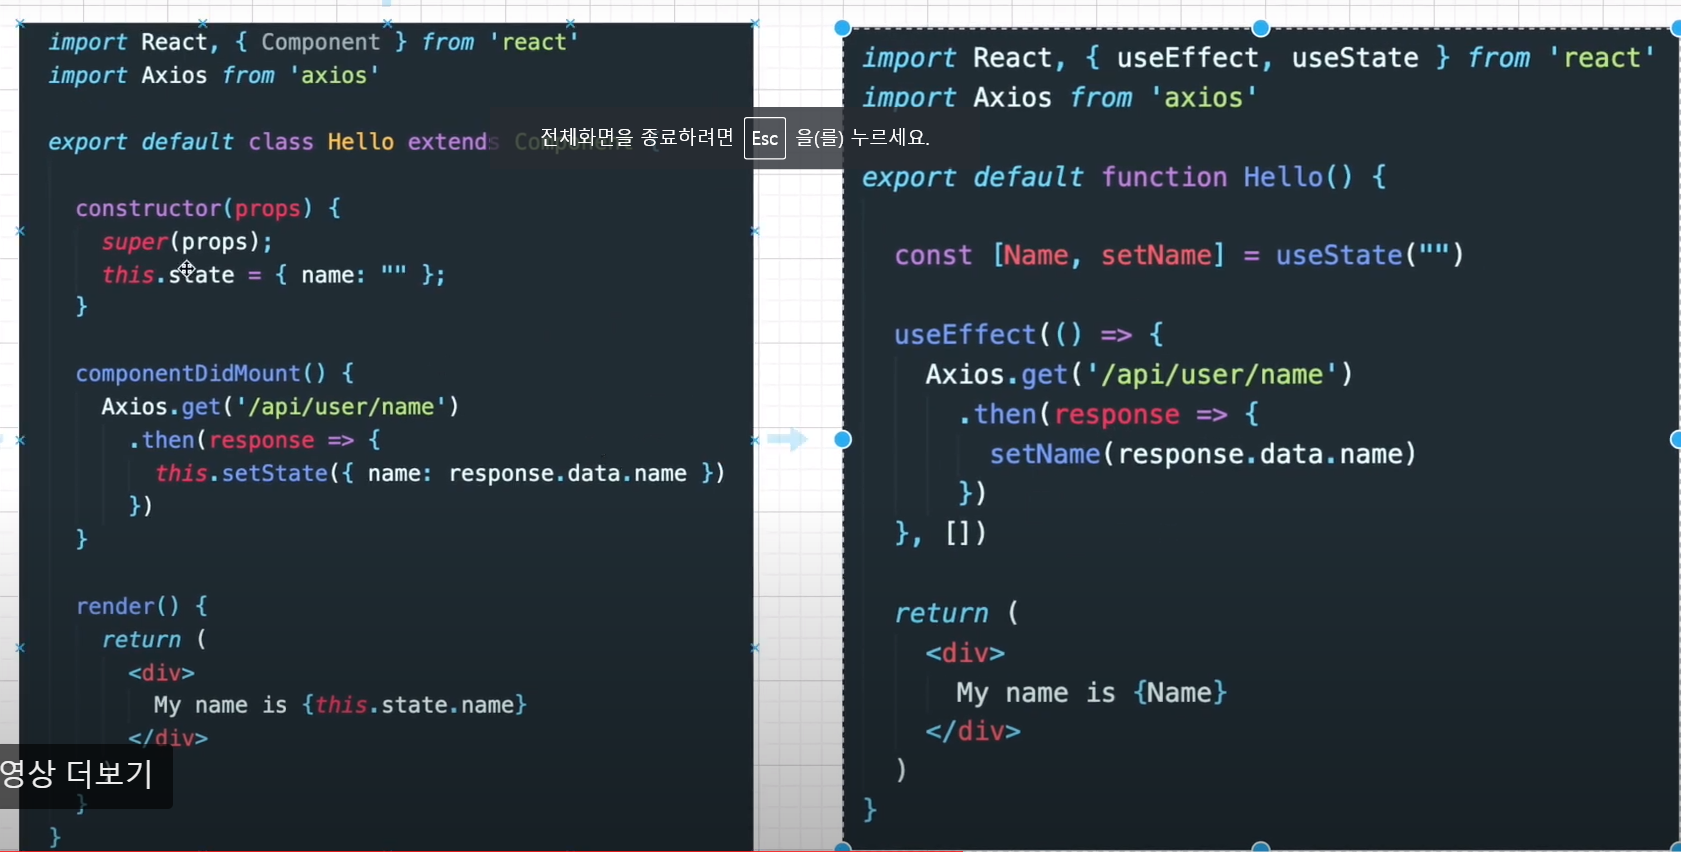 import React, { Component } from 'react'
import Axios from 'axios'
export default class Hello extends Component {
constructor(props) {
super(props);
this.state = { name: "" };
}
componentDidMount() {
Axios.get('/api/user/name')
.then(response => {
this.setState({ name: response.data.name })
})
}
render() {
return (
<div>
My name is {this.state.name}
</div>
)
}
}
전체화면을 종료하려면 Esc 을(를) 누르세요.
영상 더보기
import React, { useEffect, useState } from 'react'
import Axios from 'axios'
export default function Hello() {
const [Name, setName] = useState("")
useEffect(() => {
Axios.get('/api/user/name')
.then(response => {
setName(response.data.name)
})
}, [])
return (
<div>
My name is {Name}
</div>
)
}